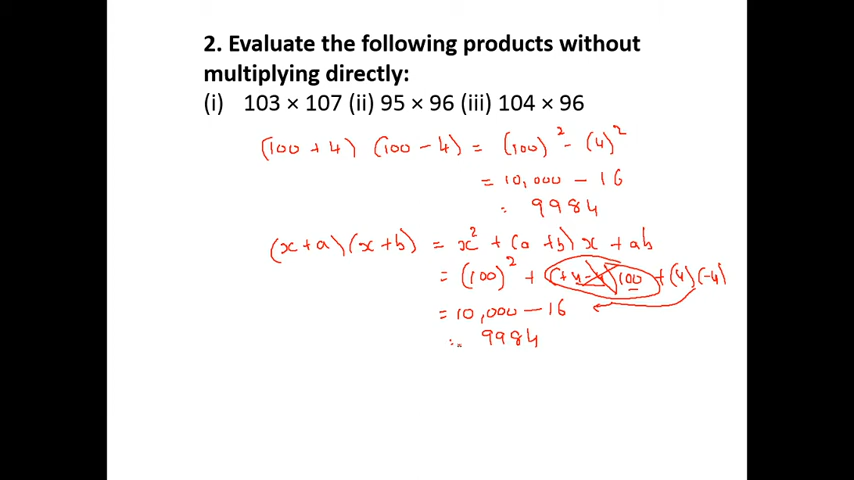 2. Evaluate the following products without
multiplying directly:
(i) 103 × 107 (ii) 95 × 96 (iii) 104 × 96
(100 + 4) (100 - 4) = (100)² - (4)²
= 10,000 - 16
: 9984
(x+a)(x+b) = x² + (a+b)x + ab
= (100)² + (+4-4)100 + (4)(-4)
= 10,000 - 16
∴ 9984